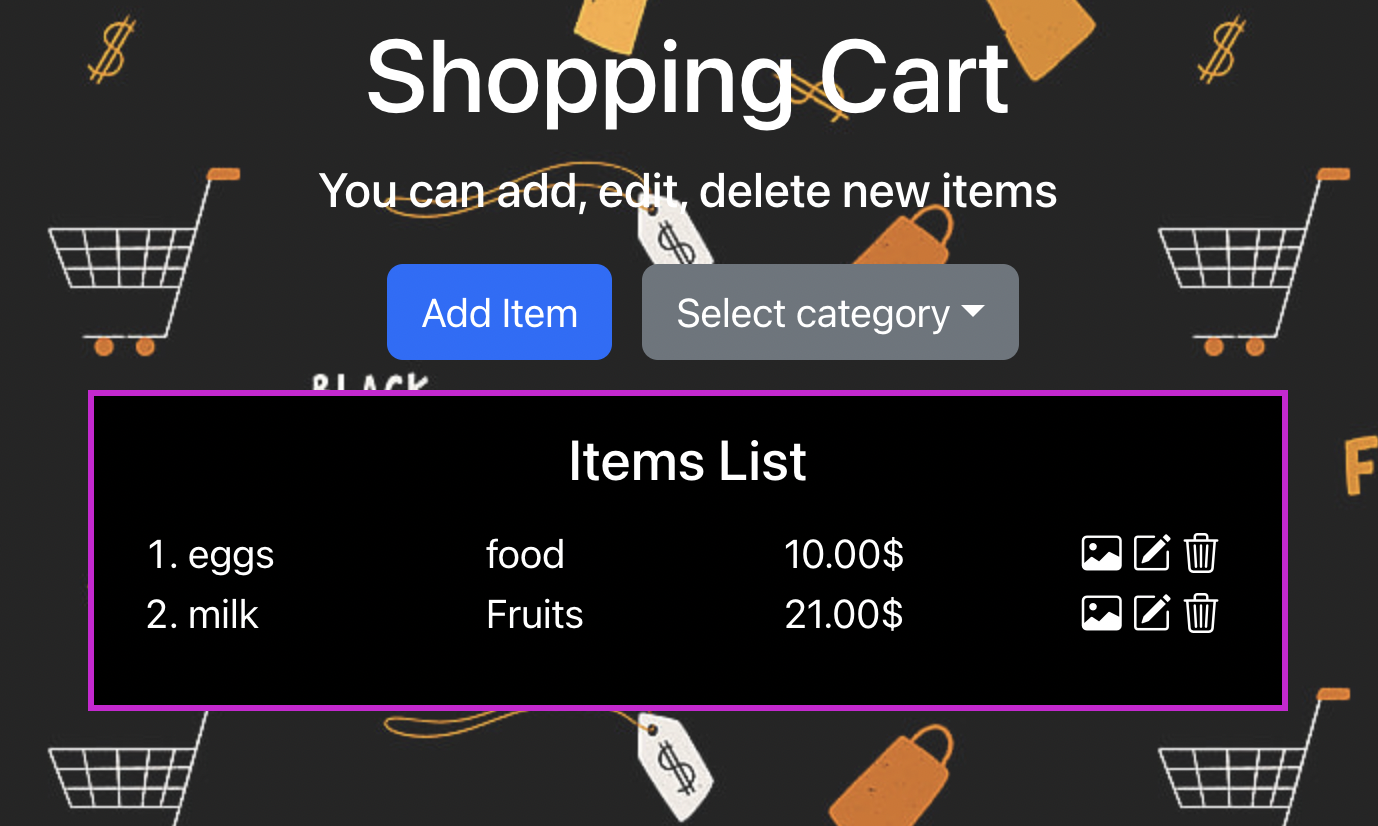 Shopping Cart
You can add, edit, delete new items
Add Item
Select category
BLACK
Items List
F
1. eggs food 10.00$
2. milk Fruits 21.00$